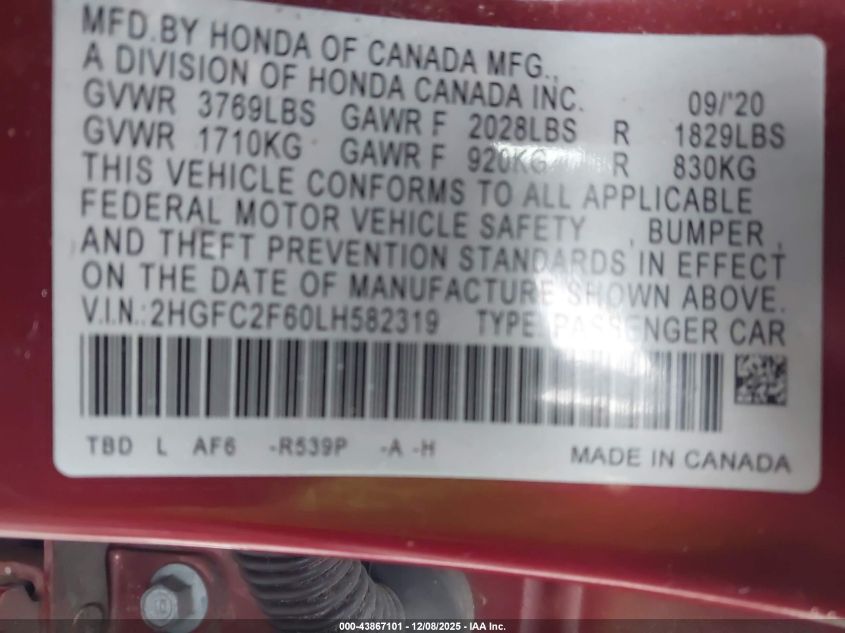 MFD.BY HONDA OF CANADA MFG.,
A DIVISION OF HONDA CANADA INC. 09/'20
GVWR 3769LBS GAWR F 2028LBS R 1829LBS
GVWR 1710KG GAWR F 920KG R 830KG
THIS VEHICLE CONFORMS TO ALL APPLICABLE
FEDERAL MOTOR VEHICLE SAFETY , BUMPER ,
AND THEFT PREVENTION STANDARDS IN EFFECT
ON THE DATE OF MANUFACTURE SHOWN ABOVE.
V.I.N.:2HGFC2F60LH582319 TYPE:PASSENGER CAR
TBD L AF6 -R539P -A -H MADE IN CANADA
000-43867101 - 12/08/2025 - IAA Inc.